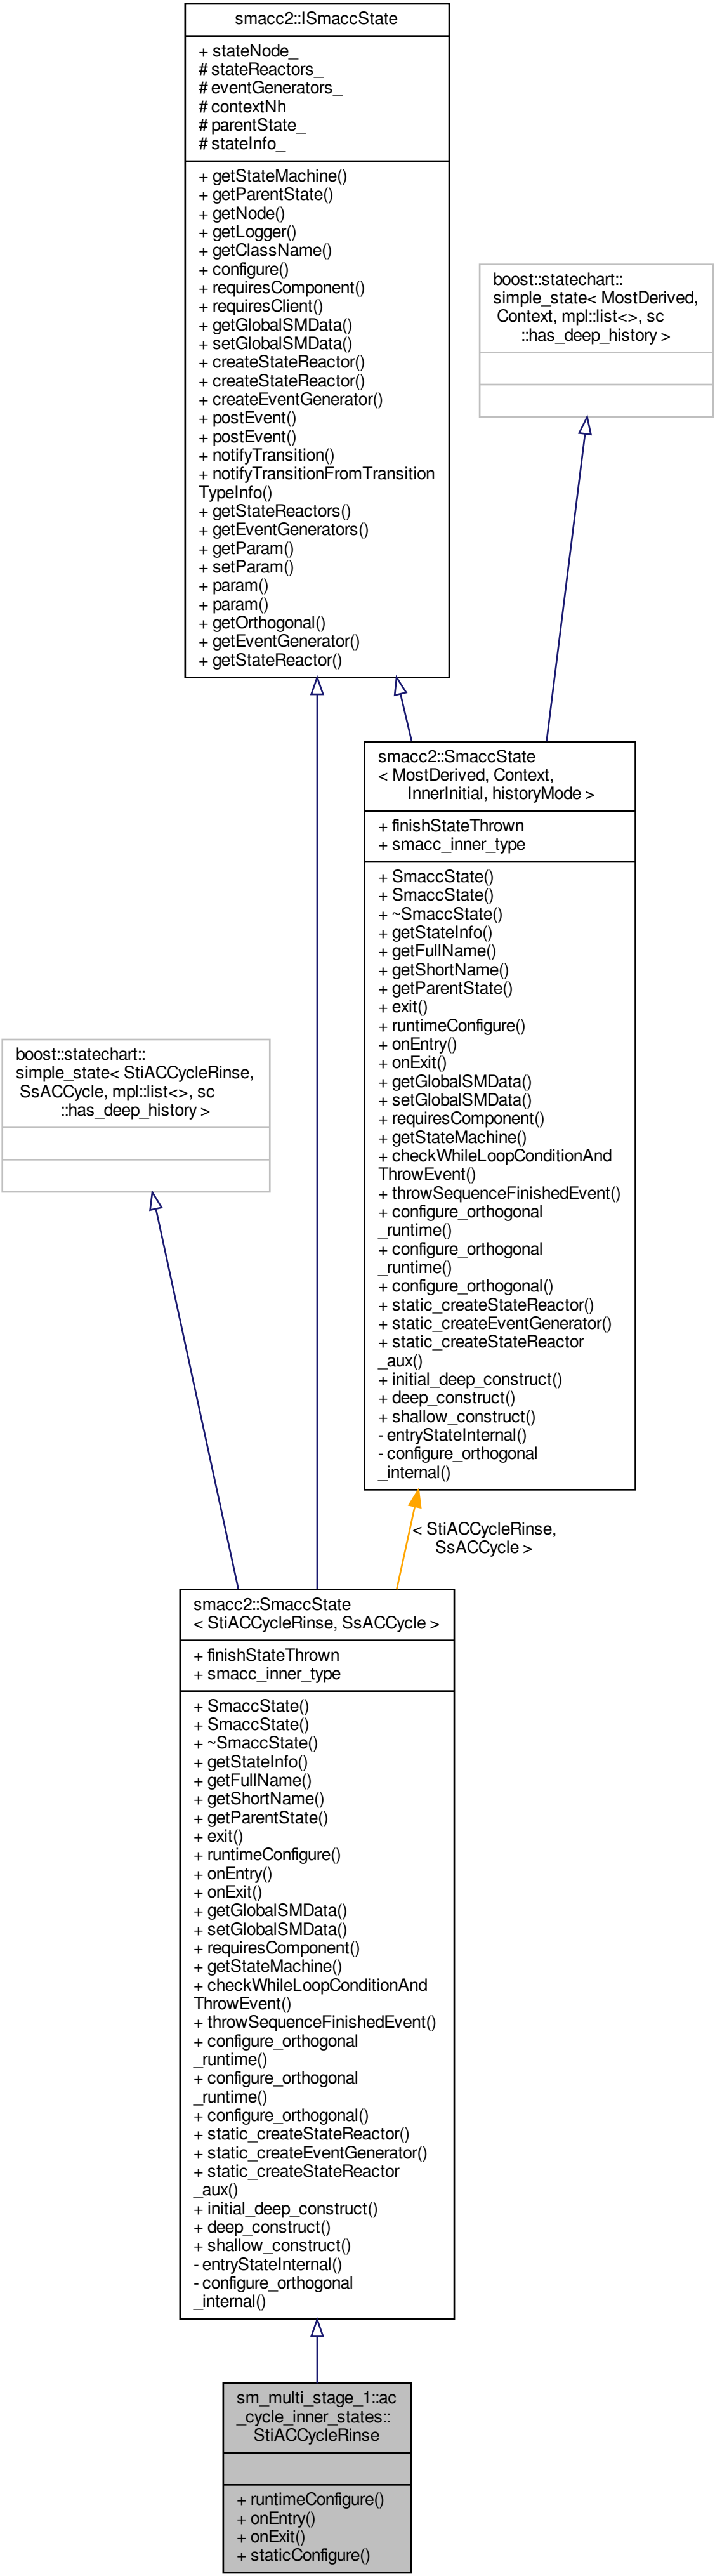 smacc2::ISmaccState
+ stateNode_
# stateReactors_
# eventGenerators_
# contextNh
# parentState_
# stateInfo_
+ getStateMachine()
+ getParentState()
+ getNode()
+ getLogger()
+ getClassName()
+ configure()
+ requiresComponent()
+ requiresClient()
+ getGlobalSMData()
+ setGlobalSMData()
+ createStateReactor()
+ createStateReactor()
+ createEventGenerator()
+ postEvent()
+ postEvent()
+ notifyTransition()
+ notifyTransitionFromTransition
TypeInfo()
+ getStateReactors()
+ getEventGenerators()
+ getParam()
+ setParam()
+ param()
+ param()
+ getOrthogonal()
+ getEventGenerator()
+ getStateReactor()
boost::statechart::
simple_state< MostDerived,
Context, mpl::list<>, sc
::has_deep_history >
smacc2::SmaccState
< MostDerived, Context,
InnerInitial, historyMode >
+ finishStateThrown
+ smacc_inner_type
+ SmaccState()
+ SmaccState()
+ ~SmaccState()
+ getStateInfo()
+ getFullName()
+ getShortName()
+ getParentState()
+ exit()
+ runtimeConfigure()
+ onEntry()
+ onExit()
+ getGlobalSMData()
+ setGlobalSMData()
+ requiresComponent()
+ getStateMachine()
+ checkWhileLoopConditionAnd
ThrowEvent()
+ throwSequenceFinishedEvent()
+ configure_orthogonal
_runtime()
+ configure_orthogonal
_runtime()
+ configure_orthogonal()
+ static_createStateReactor()
+ static_createEventGenerator()
+ static_createStateReactor
_aux()
+ initial_deep_construct()
+ deep_construct()
+ shallow_construct()
- entryStateInternal()
- configure_orthogonal
_internal()
boost::statechart::
simple_state< StiACCycleRinse,
SsACCycle, mpl::list<>, sc
::has_deep_history >
< StiACCycleRinse,
SsACCycle >
smacc2::SmaccState
< StiACCycleRinse, SsACCycle >
+ finishStateThrown
+ smacc_inner_type
+ SmaccState()
+ SmaccState()
+ ~SmaccState()
+ getStateInfo()
+ getFullName()
+ getShortName()
+ getParentState()
+ exit()
+ runtimeConfigure()
+ onEntry()
+ onExit()
+ getGlobalSMData()
+ setGlobalSMData()
+ requiresComponent()
+ getStateMachine()
+ checkWhileLoopConditionAnd
ThrowEvent()
+ throwSequenceFinishedEvent()
+ configure_orthogonal
_runtime()
+ configure_orthogonal
_runtime()
+ configure_orthogonal()
+ static_createStateReactor()
+ static_createEventGenerator()
+ static_createStateReactor
_aux()
+ initial_deep_construct()
+ deep_construct()
+ shallow_construct()
- entryStateInternal()
- configure_orthogonal
_internal()
sm_multi_stage_1::ac
_cycle_inner_states::
StiACCycleRinse
+ runtimeConfigure()
+ onEntry()
+ onExit()
+ staticConfigure()